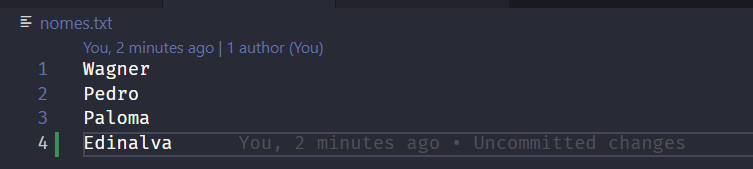 nomes.txt
You, 2 minutes ago | 1 author (You)
1 Wagner
2 Pedro
3 Paloma
4 Edinalva You, 2 minutes ago • Uncommitted changes